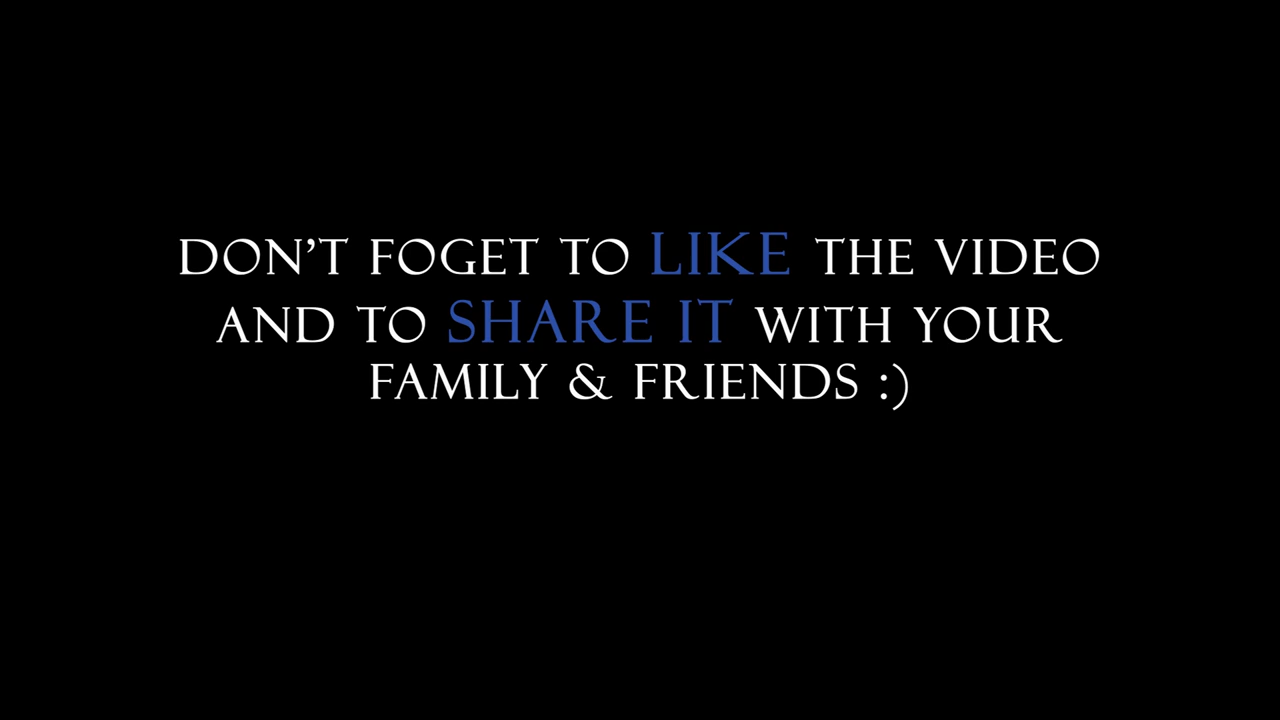 DON'T FOGET TO LIKE THE VIDEO
AND TO SHARE IT WITH YOUR
FAMILY & FRIENDS :)